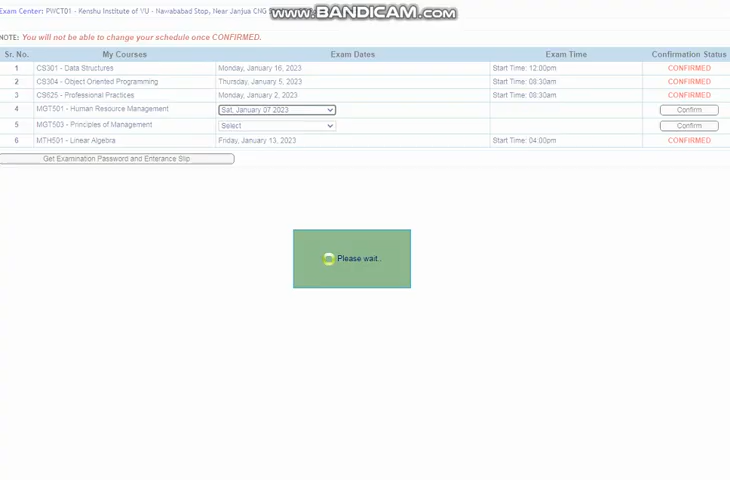 www.BANDICAM.com
Exam Center: PWCT01 - Kenshu Institute of VU - Nawababad Stop, Near Janjua CNG
NOTE: You will not be able to change your schedule once CONFIRMED.
Sr. No. My Courses Exam Dates Exam Time Confirmation Status
1 CS301 - Data Structures Monday, January 16, 2023 Start Time: 12:00pm CONFIRMED
2 CS304 - Object Oriented Programming Thursday, January 5, 2023 Start Time: 08:30am CONFIRMED
3 CS625 - Professional Practices Monday, January 2, 2023 Start Time: 08:30am CONFIRMED
4 MGT501 - Human Resource Management Sat, January 07 2023 Confirm
5 MGT503 - Principles of Management Select Confirm
6 MTH501 - Linear Algebra Friday, January 13, 2023 Start Time: 04:00pm CONFIRMED
Get Examination Password and Enterance Slip
Please wait..